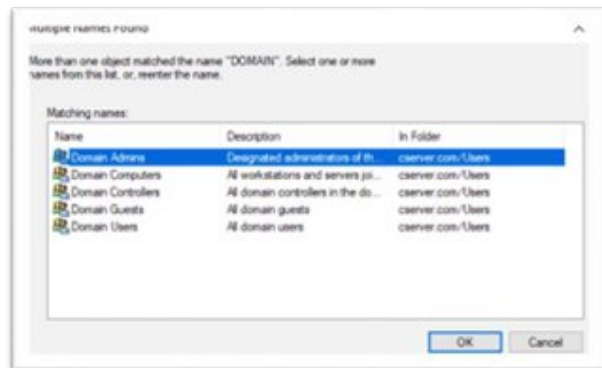 Multiple Names Found
More than one object matched the name "DOMAIN". Select one or more
names from this list, or, reenter the name.
Matching names:
Name Description In Folder
Domain Admins Designated administrators of th... cserver.com/Users
Domain Computers All workstations and servers joi... cserver.com/Users
Domain Controllers All domain controllers in the do... cserver.com/Users
Domain Guests All domain guests cserver.com/Users
Domain Users All domain users cserver.com/Users
OK Cancel